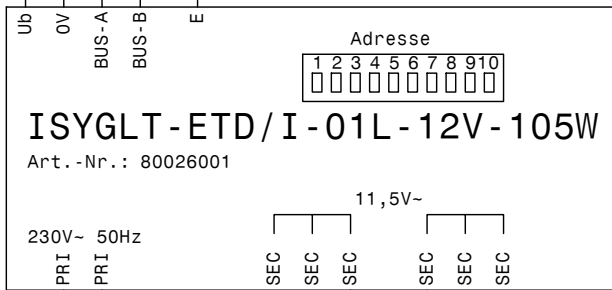 Ub 0V BUS-A BUS-B E
Adresse
1 2 3 4 5 6 7 8 9 10
ISYGLT-ETD/I-01L-12V-105W
Art.-Nr.: 80026001
11,5V~
230V~ 50Hz
PRI PRI SEC SEC SEC SEC SEC SEC